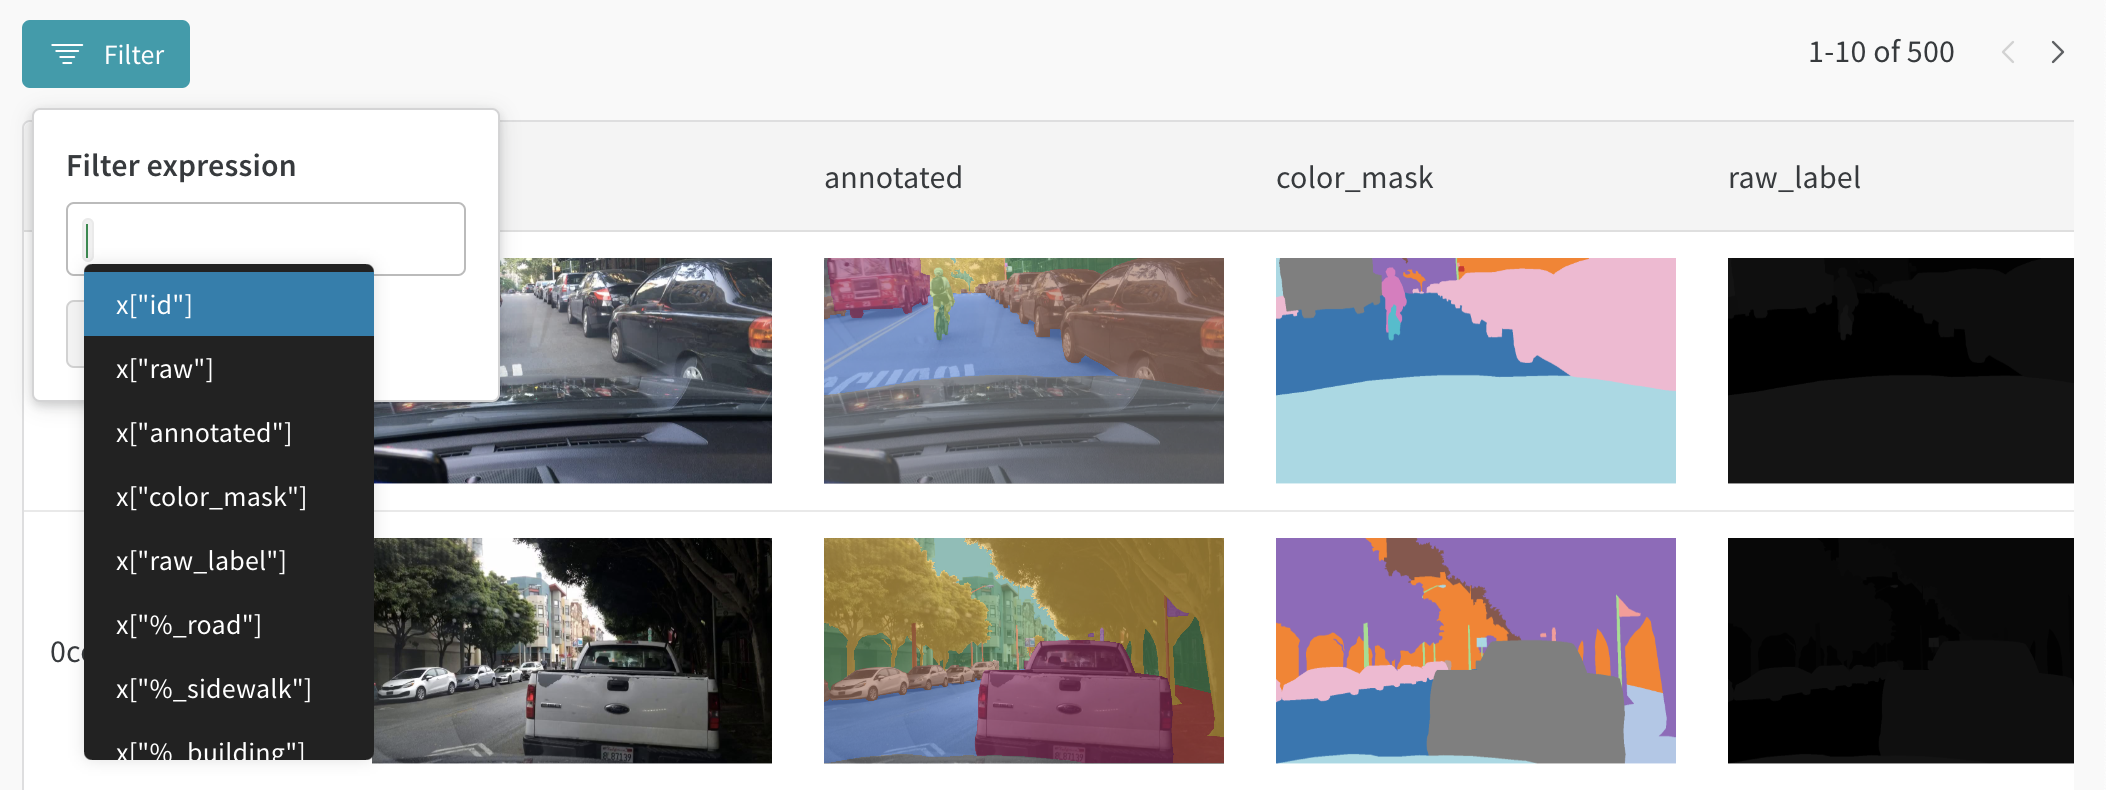 Filter
1-10 of 500
Filter expression
annotated
color_mask
raw_label
x["id"]
x["raw"]
x["annotated"]
x["color_mask"]
x["raw_label"]
x["%_road"]
0c
x["%_sidewalk"]
x["%_building"]